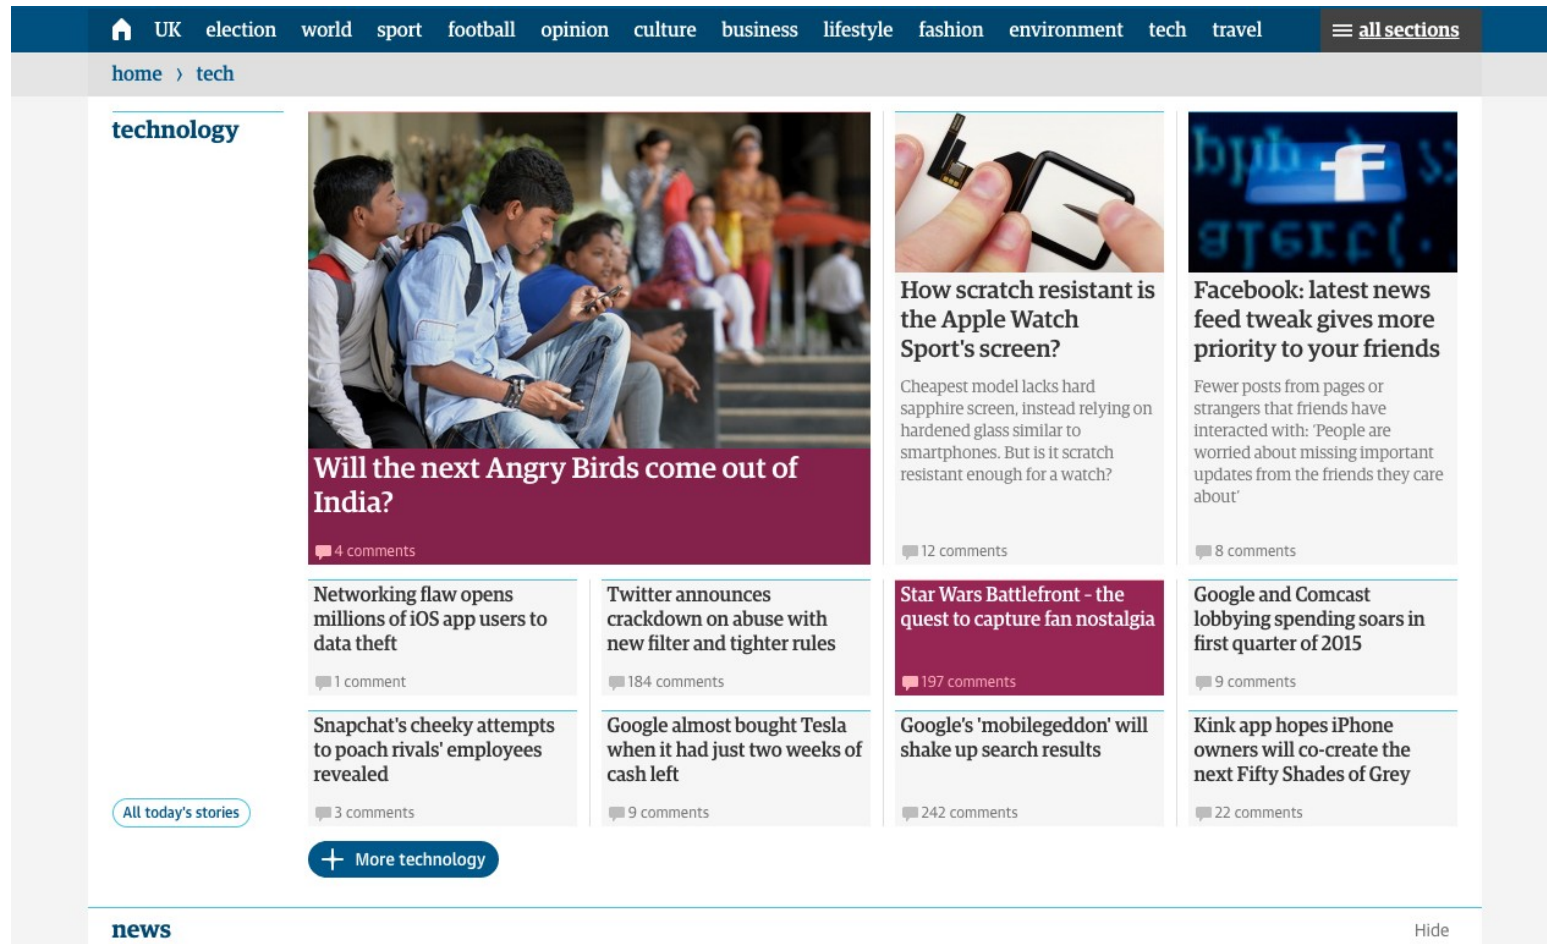 UK election world sport football opinion culture business lifestyle fashion environment tech travel all sections
home › tech
technology
f
Will the next Angry Birds come out of
India?
4 comments
How scratch resistant is
the Apple Watch
Sport's screen?
Cheapest model lacks hard
sapphire screen, instead relying on
hardened glass similar to
smartphones. But is it scratch
resistant enough for a watch?
12 comments
Facebook: latest news
feed tweak gives more
priority to your friends
Fewer posts from pages or
strangers that friends have
interacted with: 'People are
worried about missing important
updates from the friends they care
about'
8 comments
Networking flaw opens
millions of iOS app users to
data theft
1 comment
Twitter announces
crackdown on abuse with
new filter and tighter rules
184 comments
Star Wars Battlefront - the
quest to capture fan nostalgia
197 comments
Google and Comcast
lobbying spending soars in
first quarter of 2015
9 comments
Snapchat's cheeky attempts
to poach rivals' employees
revealed
3 comments
Google almost bought Tesla
when it had just two weeks of
cash left
9 comments
Google's 'mobilegeddon' will
shake up search results
242 comments
Kink app hopes iPhone
owners will co-create the
next Fifty Shades of Grey
22 comments
All today's stories
More technology
news
Hide